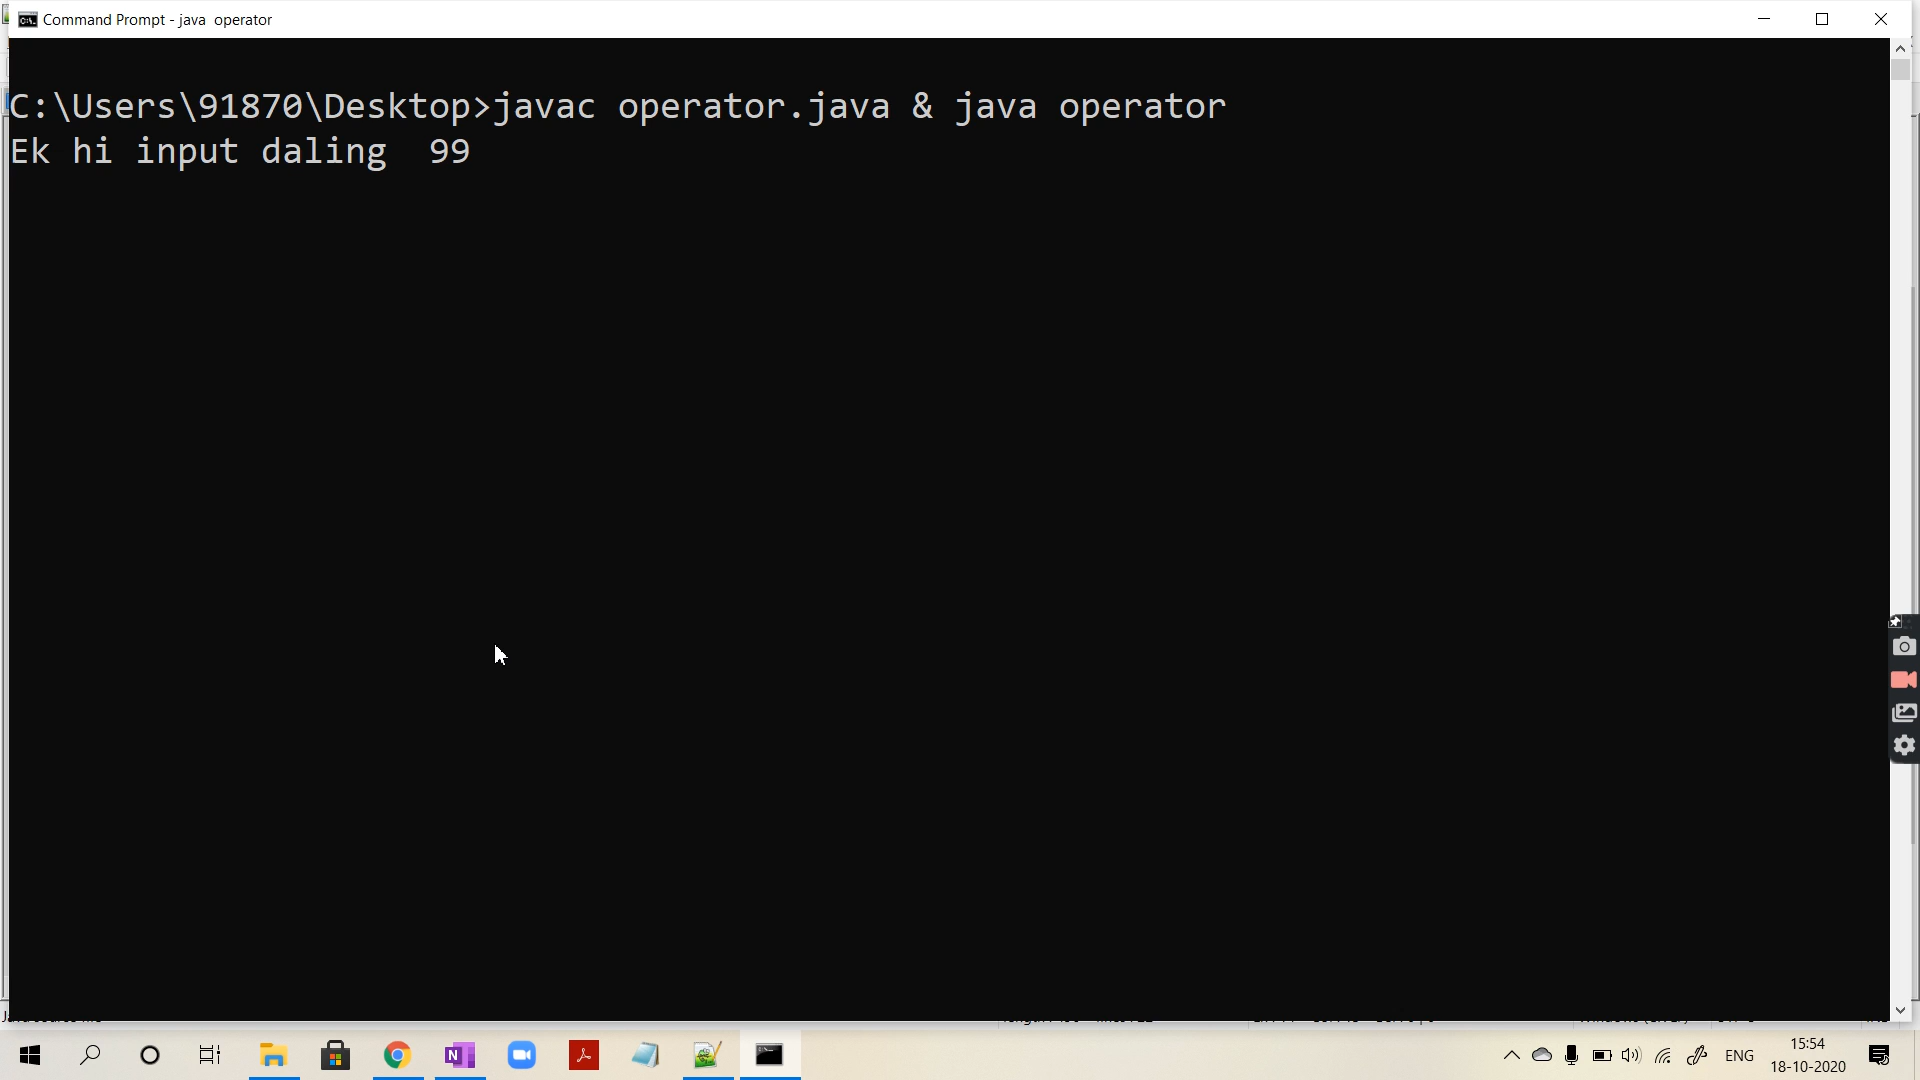 Command Prompt - java  operator
C:\Users\91870\Desktop>javac operator.java & java operator
Ek hi input daling  99
ENG
15:54
18-10-2020